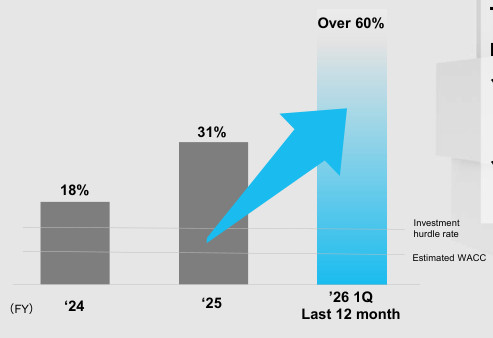 Over 60%
31%
18%
Investment
hurdle rate
Estimated WACC
(FY)
‘24
‘25
’26 1Q
Last 12 month